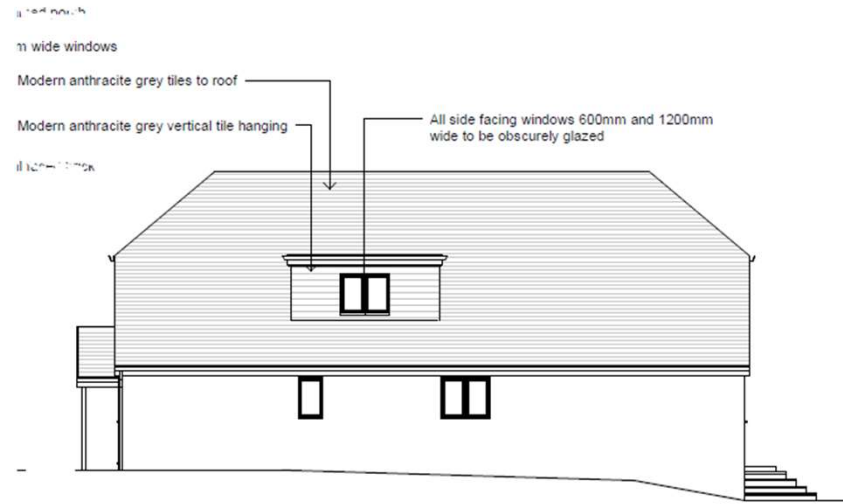 wide windows
Modern anthracite grey tiles to roof
Modern anthracite grey vertical tile hanging
All side facing windows 600mm and 1200mm
wide to be obscurely glazed